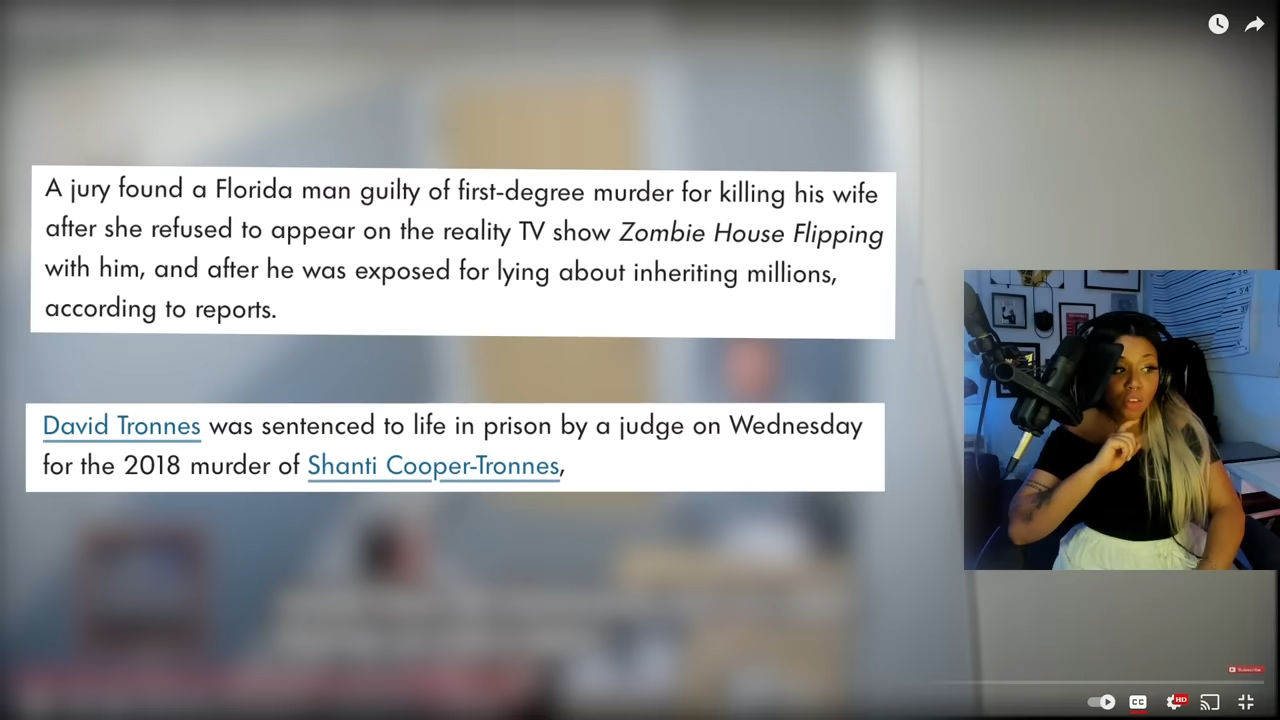 A jury found a Florida man guilty of first-degree murder for killing his wife
after she refused to appear on the reality TV show Zombie House Flipping
with him, and after he was exposed for lying about inheriting millions,
according to reports.
David Tronnes was sentenced to life in prison by a judge on Wednesday
for the 2018 murder of Shanti Cooper-Tronnes,
CC
HD